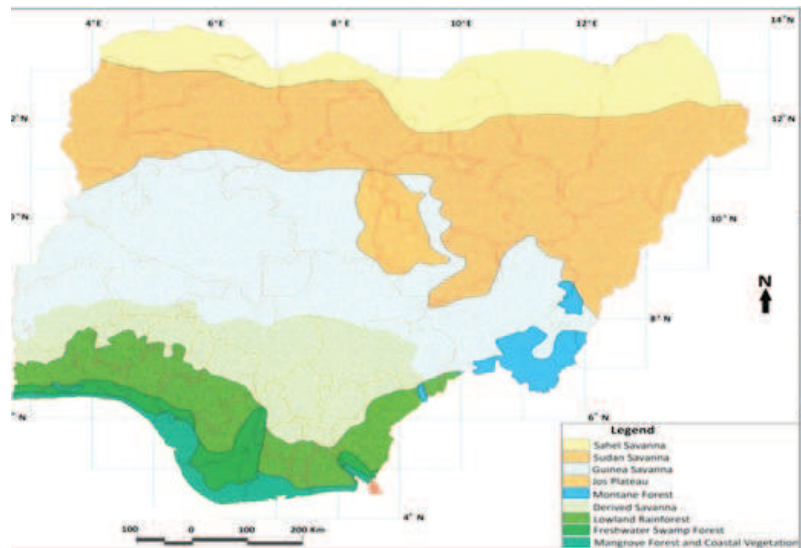 4°E 6°E 8°E 10°E 12°E 14°N
2°N 12°N
0°N 10°N
N
8°N
°N 6°N
Legend
Sahel Savanna
Sudan Savanna
Guinea Savanna
Jos Plateau
Montane Forest
Derived Savanna
Lowland Rainforest
Freshwater Swamp Forest
Mangrove Forest and Coastal Vegetation
4°N
100 0 100 200 Km